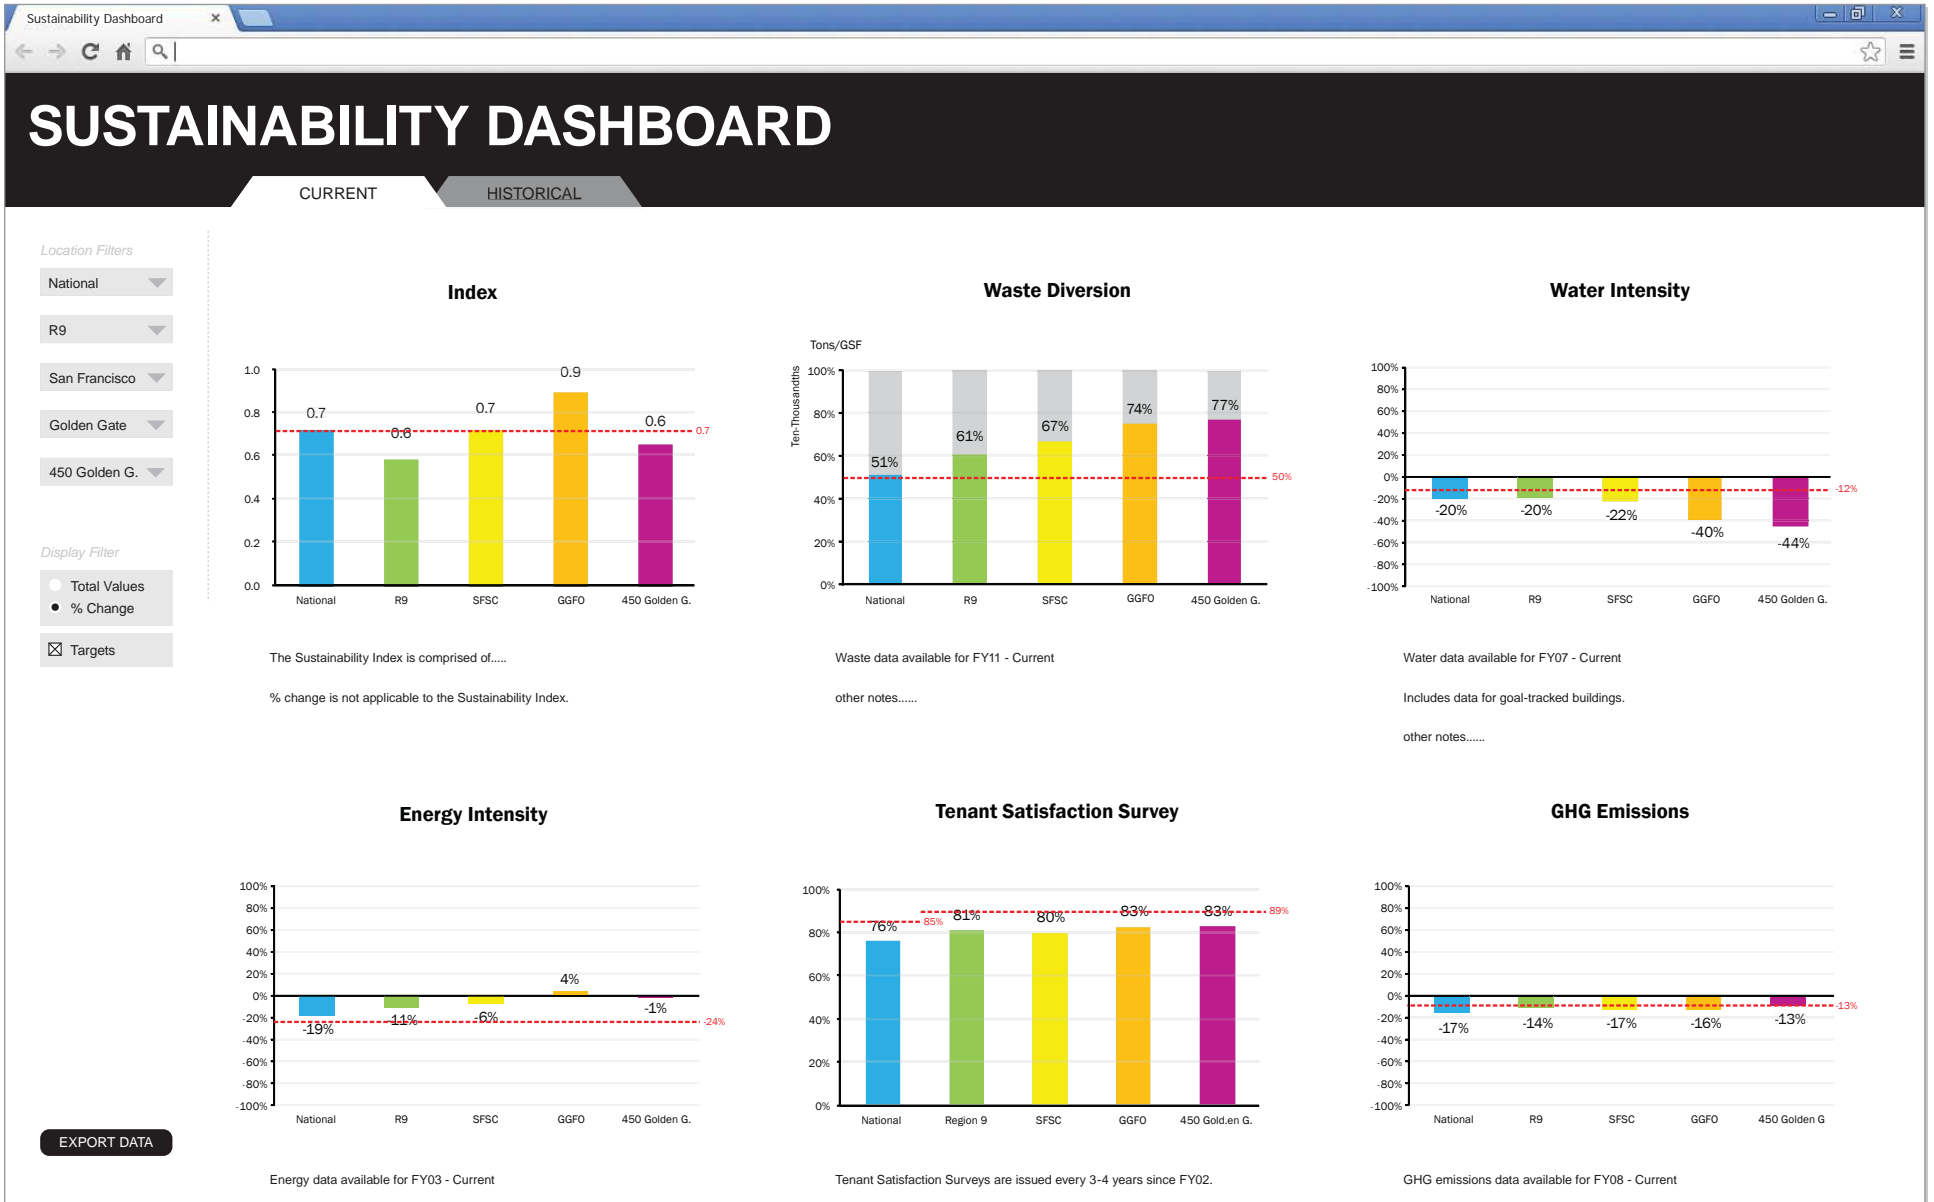 Sustainability Dashboard
SUSTAINABILITY DASHBOARD
CURRENT
HISTORICAL
Location Filters
National
R9
San Francisco
Golden Gate
450 Golden G.
Display Filter
Total Values
% Change
Targets
EXPORT DATA
Index
1.0
0.8
0.6
0.4
0.2
0.0
0.7
0.6
0.7
0.9
0.6
0.7
National R9 SFSC GGFO 450 Golden G.
The Sustainability Index is comprised of.....
% change is not applicable to the Sustainability Index.
Waste Diversion
Tons/GSF
Ten-Thousandths
100%
80%
60%
40%
20%
0%
51%
61%
67%
74%
77%
50%
National R9 SFSC GGFO 450 Golden G.
Waste data available for FY11 - Current
other notes......
Water Intensity
100%
80%
60%
40%
20%
0%
-20%
-40%
-60%
-80%
-100%
-12%
-20%
-20%
-22%
-40%
-44%
National R9 SFSC GGFO 450 Golden G.
Water data available for FY07 - Current
Includes data for goal-tracked buildings.
other notes......
Energy Intensity
100%
80%
60%
40%
20%
0%
-20%
-40%
-60%
-80%
-100%
-19%
-11%
-6%
4%
-1%
-24%
National R9 SFSC GGFO 450 Golden G.
Energy data available for FY03 - Current
Tenant Satisfaction Survey
100%
80%
60%
40%
20%
0%
76%
85%
81%
80%
83%
83%
89%
National Region 9 SFSC GGFO 450 Gold.en G.
Tenant Satisfaction Surveys are issued every 3-4 years since FY02.
GHG Emissions
100%
80%
60%
40%
20%
0%
-20%
-40%
-60%
-80%
-100%
-17%
-14%
-17%
-16%
-13%
-13%
National R9 SFSC GGFO 450 Golden G
GHG emissions data available for FY08 - Current